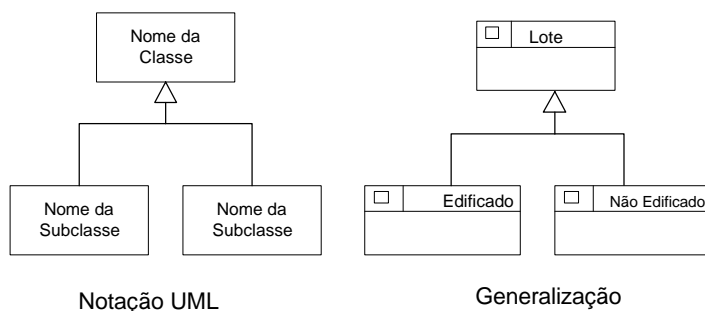 Nome da
Classe
Nome da
Subclasse
Nome da
Subclasse
Notação UML
Lote
Edificado
Não Edificado
Generalização